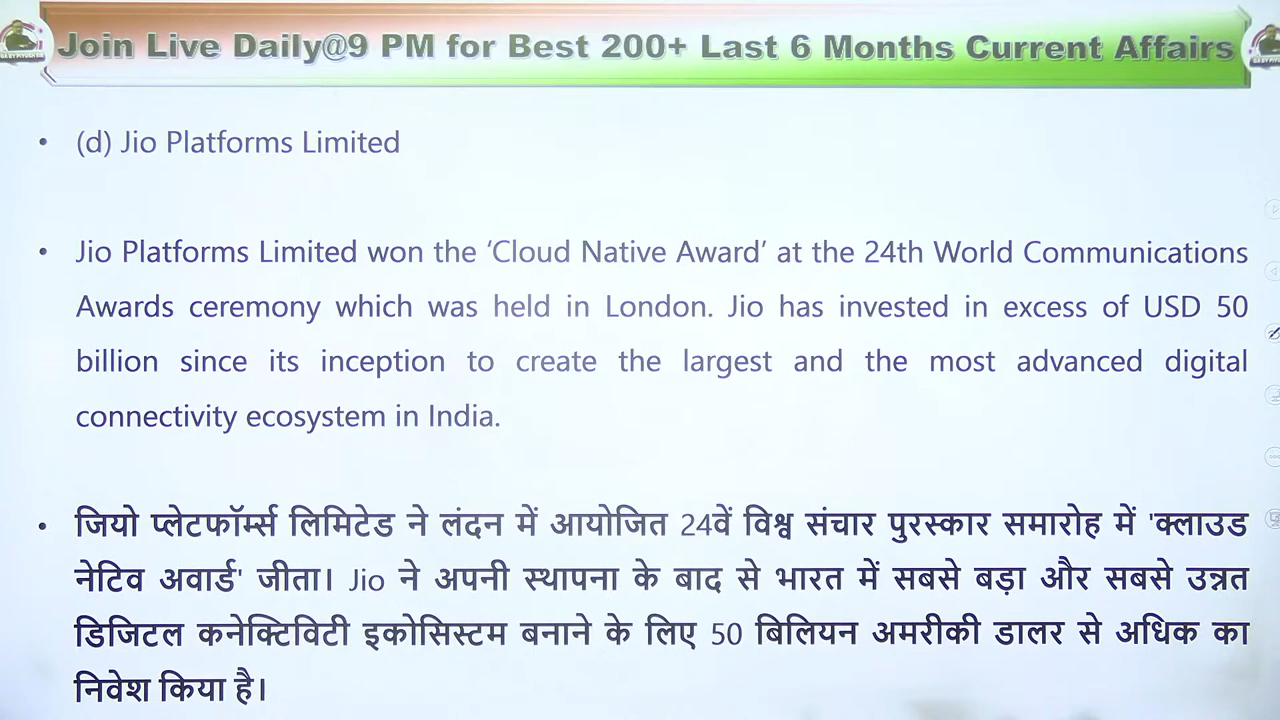 Join Live Daily@9 PM for Best 200+ Last 6 Months Current Affairs
• (d) Jio Platforms Limited
• Jio Platforms Limited won the ‘Cloud Native Award’ at the 24th World Communications
Awards ceremony which was held in London. Jio has invested in excess of USD 50
billion since its inception to create the largest and the most advanced digital
connectivity ecosystem in India.
• जियो प्लेटफॉर्म्स लिमिटेड ने लंदन में आयोजित 24वें विश्व संचार पुरस्कार समारोह में 'क्लाउड
नेटिव अवार्ड' जीता। Jio ने अपनी स्थापना के बाद से भारत में सबसे बड़ा और सबसे उन्नत
डिजिटल कनेक्टिविटी इकोसिस्टम बनाने के लिए 50 बिलियन अमरीकी डालर से अधिक का
निवेश किया है।